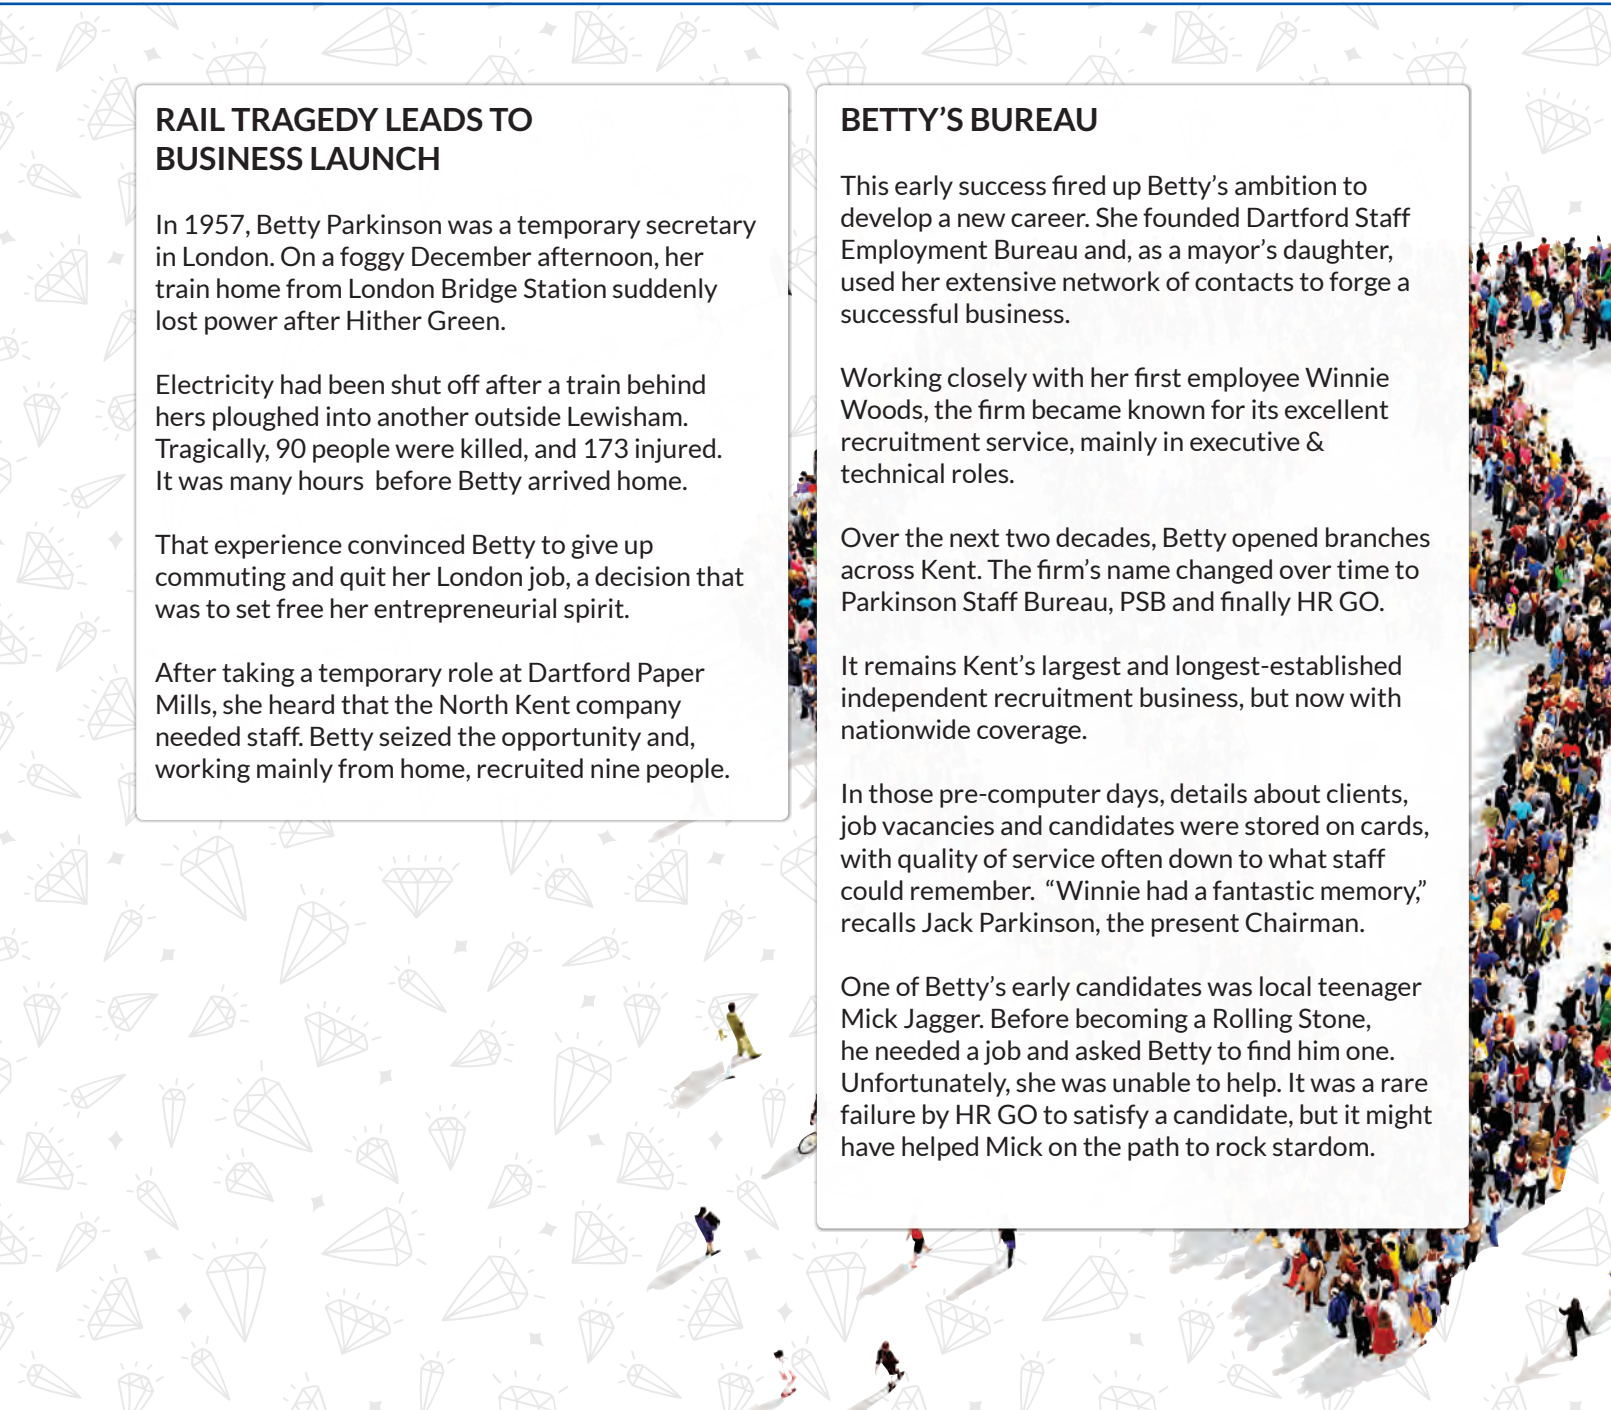 RAIL TRAGEDY LEADS TO
BUSINESS LAUNCH
In 1957, Betty Parkinson was a temporary secretary
in London. On a foggy December afternoon, her
train home from London Bridge Station suddenly
lost power after Hither Green.
Electricity had been shut off after a train behind
hers ploughed into another outside Lewisham.
Tragically, 90 people were killed, and 173 injured.
It was many hours  before Betty arrived home.
That experience convinced Betty to give up
commuting and quit her London job, a decision that
was to set free her entrepreneurial spirit.
After taking a temporary role at Dartford Paper
Mills, she heard that the North Kent company
needed staff. Betty seized the opportunity and,
working mainly from home, recruited nine people.
BETTY’S BUREAU
This early success fired up Betty’s ambition to
develop a new career. She founded Dartford Staff
Employment Bureau and, as a mayor’s daughter,
used her extensive network of contacts to forge a
successful business.
Working closely with her first employee Winnie
Woods, the firm became known for its excellent
recruitment service, mainly in executive &
technical roles.
Over the next two decades, Betty opened branches
across Kent. The firm’s name changed over time to
Parkinson Staff Bureau, PSB and finally HR GO.
It remains Kent’s largest and longest-established
independent recruitment business, but now with
nationwide coverage.
In those pre-computer days, details about clients,
job vacancies and candidates were stored on cards,
with quality of service often down to what staff
could remember.  “Winnie had a fantastic memory,”
recalls Jack Parkinson, the present Chairman.
One of Betty’s early candidates was local teenager
Mick Jagger. Before becoming a Rolling Stone,
he needed a job and asked Betty to find him one.
Unfortunately, she was unable to help. It was a rare
failure by HR GO to satisfy a candidate, but it might
have helped Mick on the path to rock stardom.